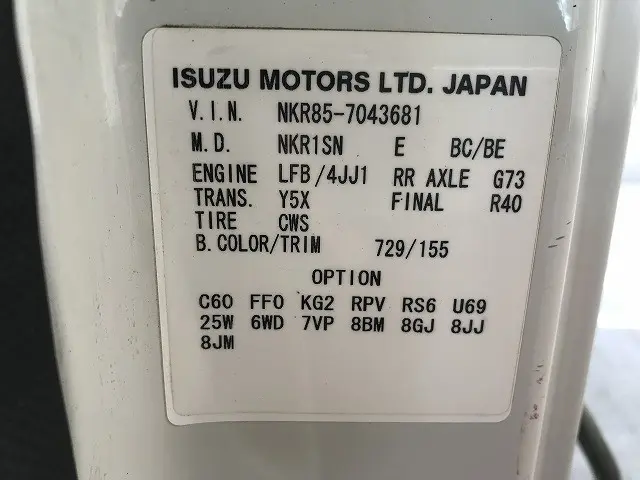 ISUZU MOTORS LTD. JAPAN
V.I.N. NKR85-7043681
M.D. NKR1SN E BC/BE
ENGINE LFB/4JJ1 RR AXLE G73
TRANS. Y5X FINAL R40
TIRE CWS
B.COLOR/TRIM 729/155
OPTION
C60 FF0 KG2 RPV RS6 U69
25W 6WD 7VP 8BM 8GJ 8JJ
8JM